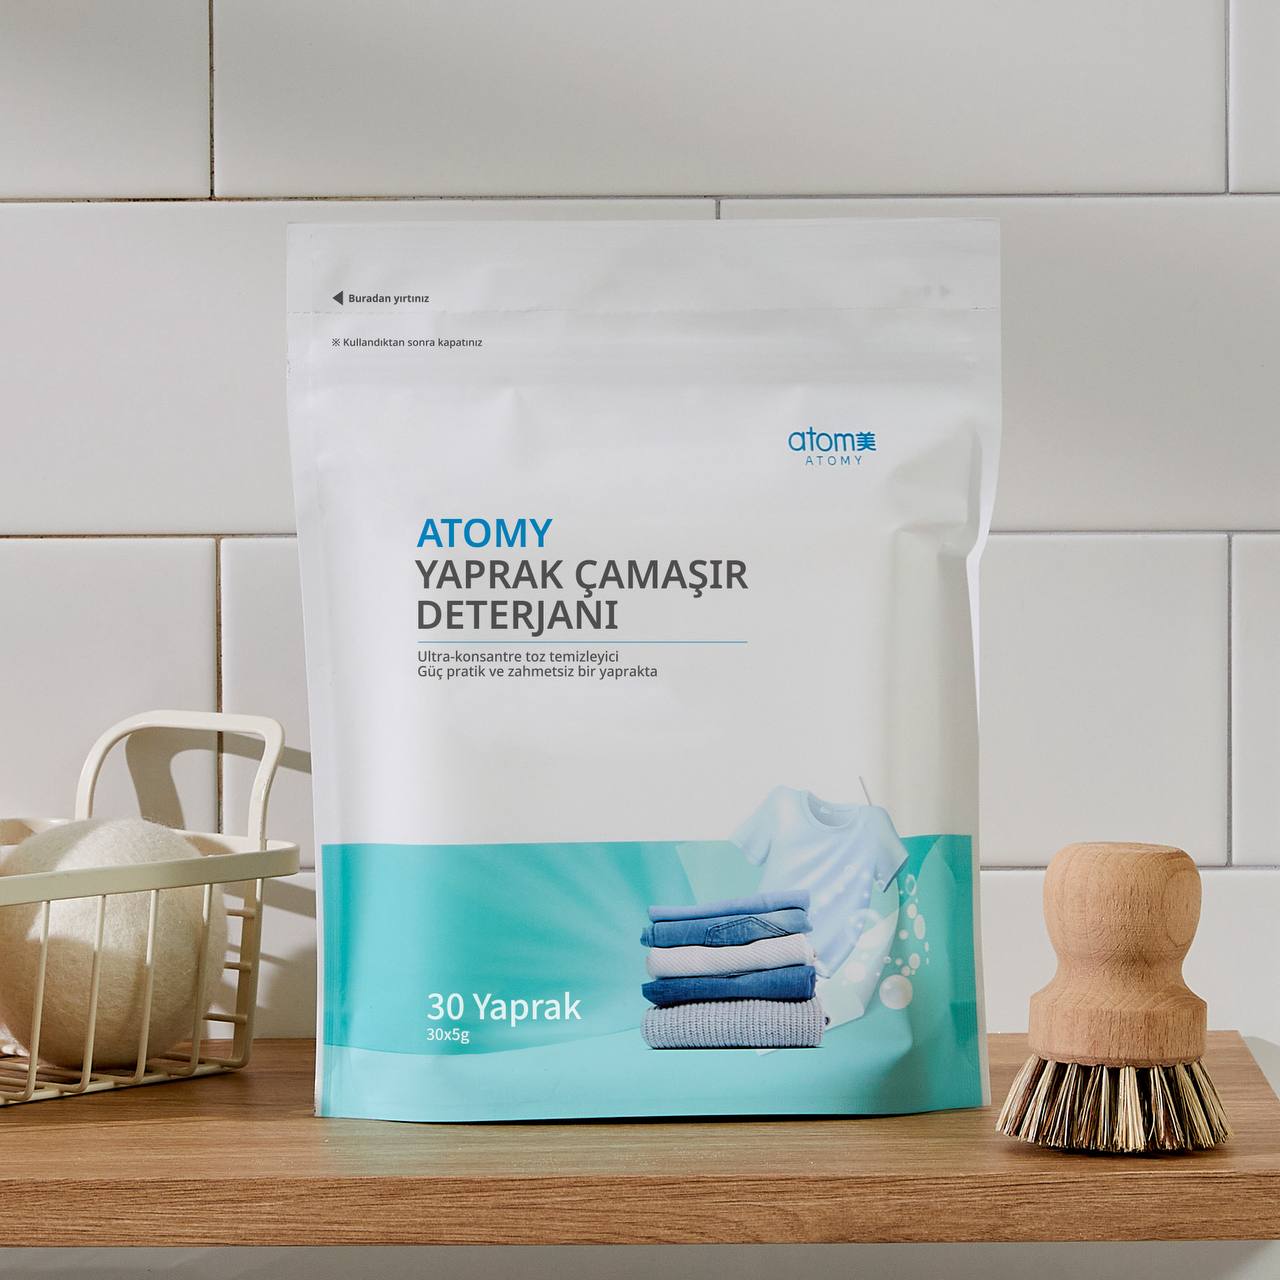 Buradan yırtınız
※ Kullandıktan sonra kapatınız
atom美
ATOMY
ATOMY
YAPRAK ÇAMAŞIR
DETERJANI
Ultra-konsantre toz temizleyici
Güç pratik ve zahmetsiz bir yaprakta
30 Yaprak
30x5g